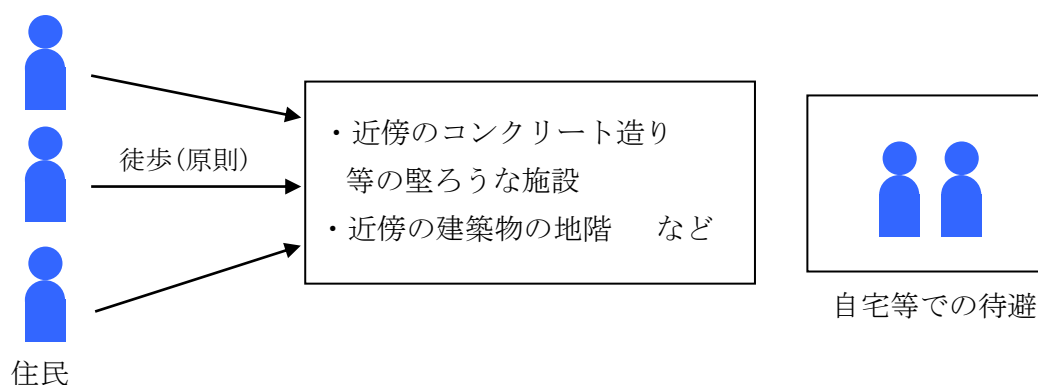 徒歩(原則)
・近傍のコンクリート造り
等の堅ろうな施設
・近傍の建築物の地階　など
自宅等での待避
住民